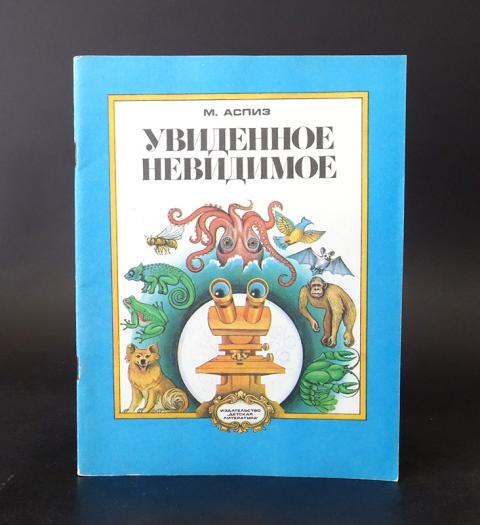 М. АСПИЗ
УВИДЕННОЕ
НЕВИДИМОЕ
ИЗДАТЕЛЬСТВО
„ДЕТСКАЯ
ЛИТЕРАТУРА“